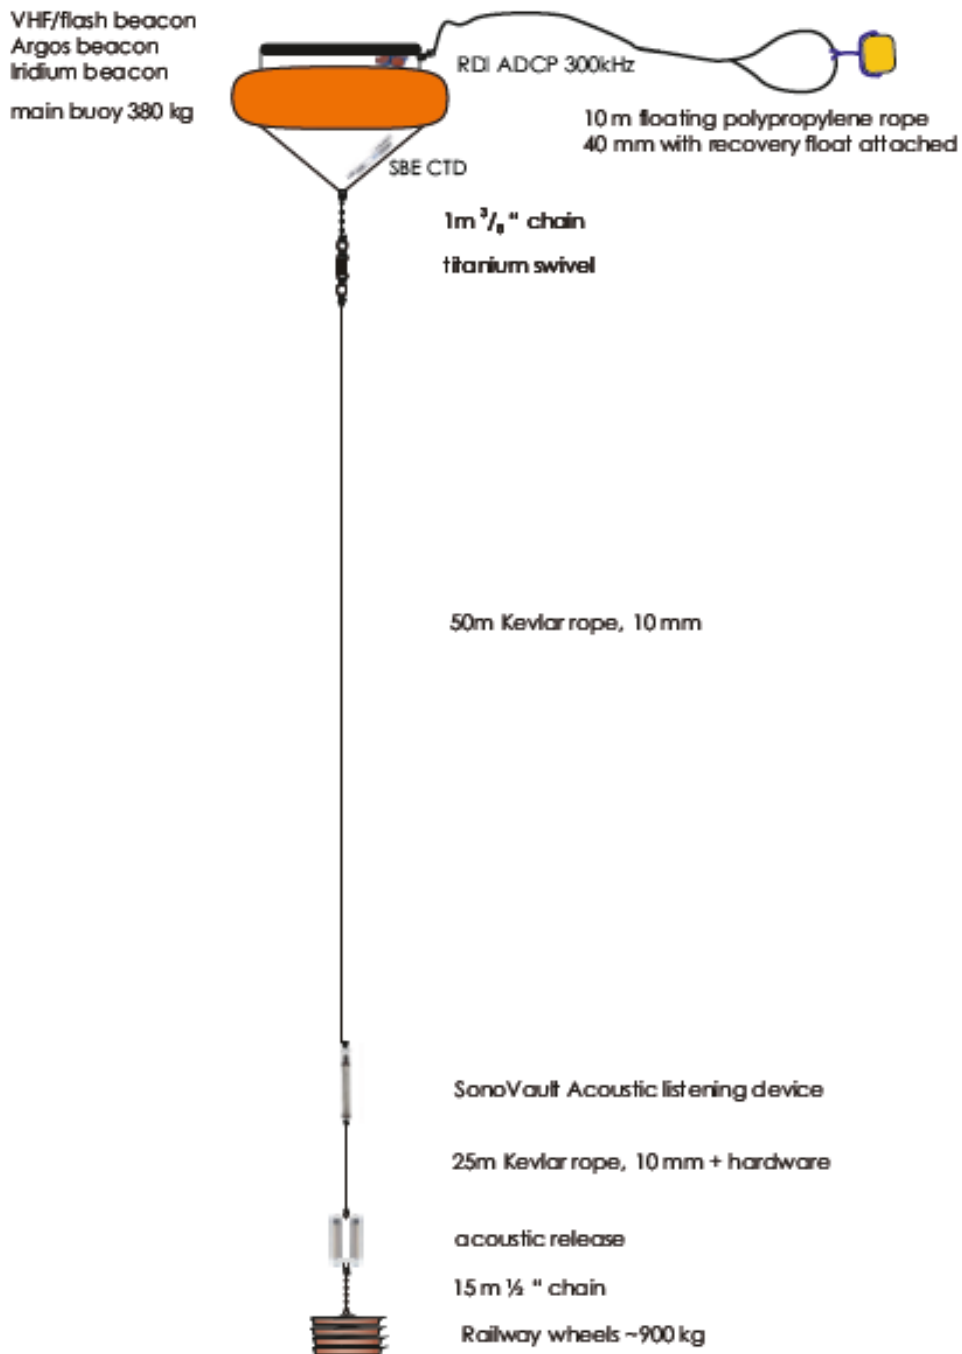 VHF/flash beacon
Argos beacon
Iridium beacon
main buoy 380 kg
RDI ADCP 300kHz
10 m floating polypropylene rope
40 mm with recovery float attached
SBE CTD
1m 3/8 " chain
titanium swivel
50m Kevlar rope, 10 mm
SonoVault Acoustic listening device
25m Kevlar rope, 10 mm + hardware
acoustic release
15 m ½ " chain
Railway wheels ~900 kg